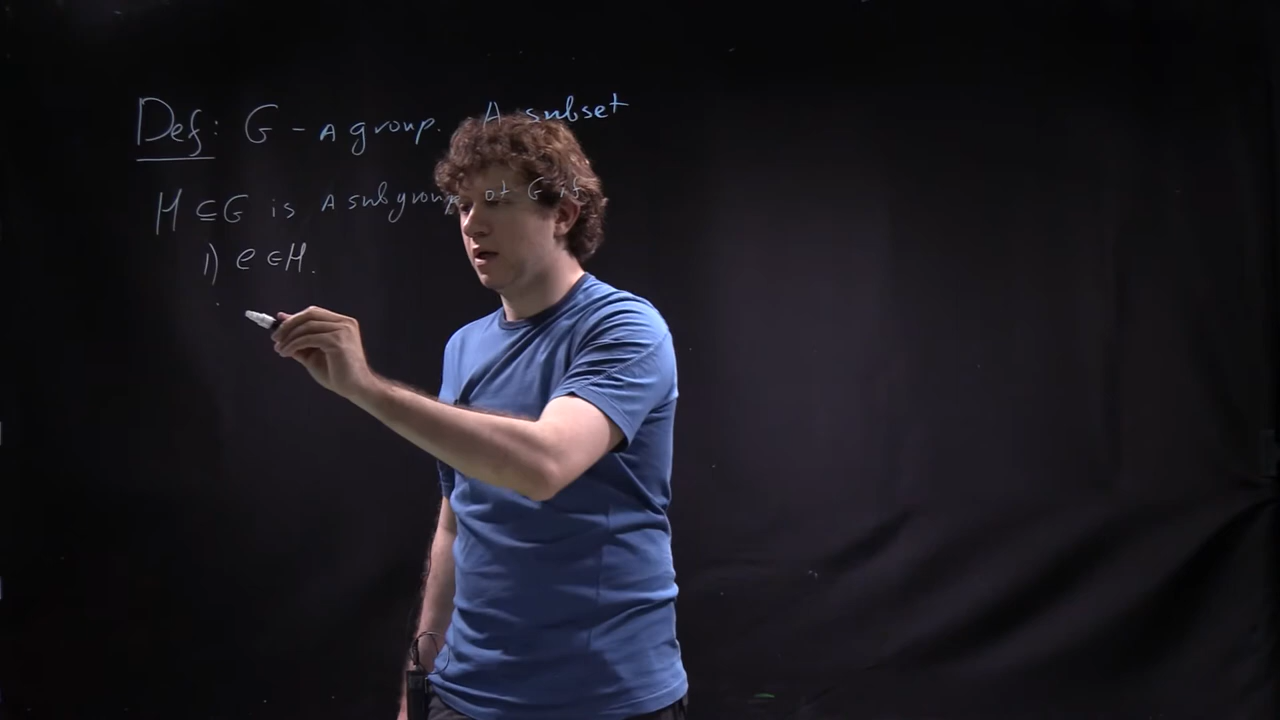 Def: G - A group. A subset
H ⊆ G is A subgroup of G if
1) e ∈ H.